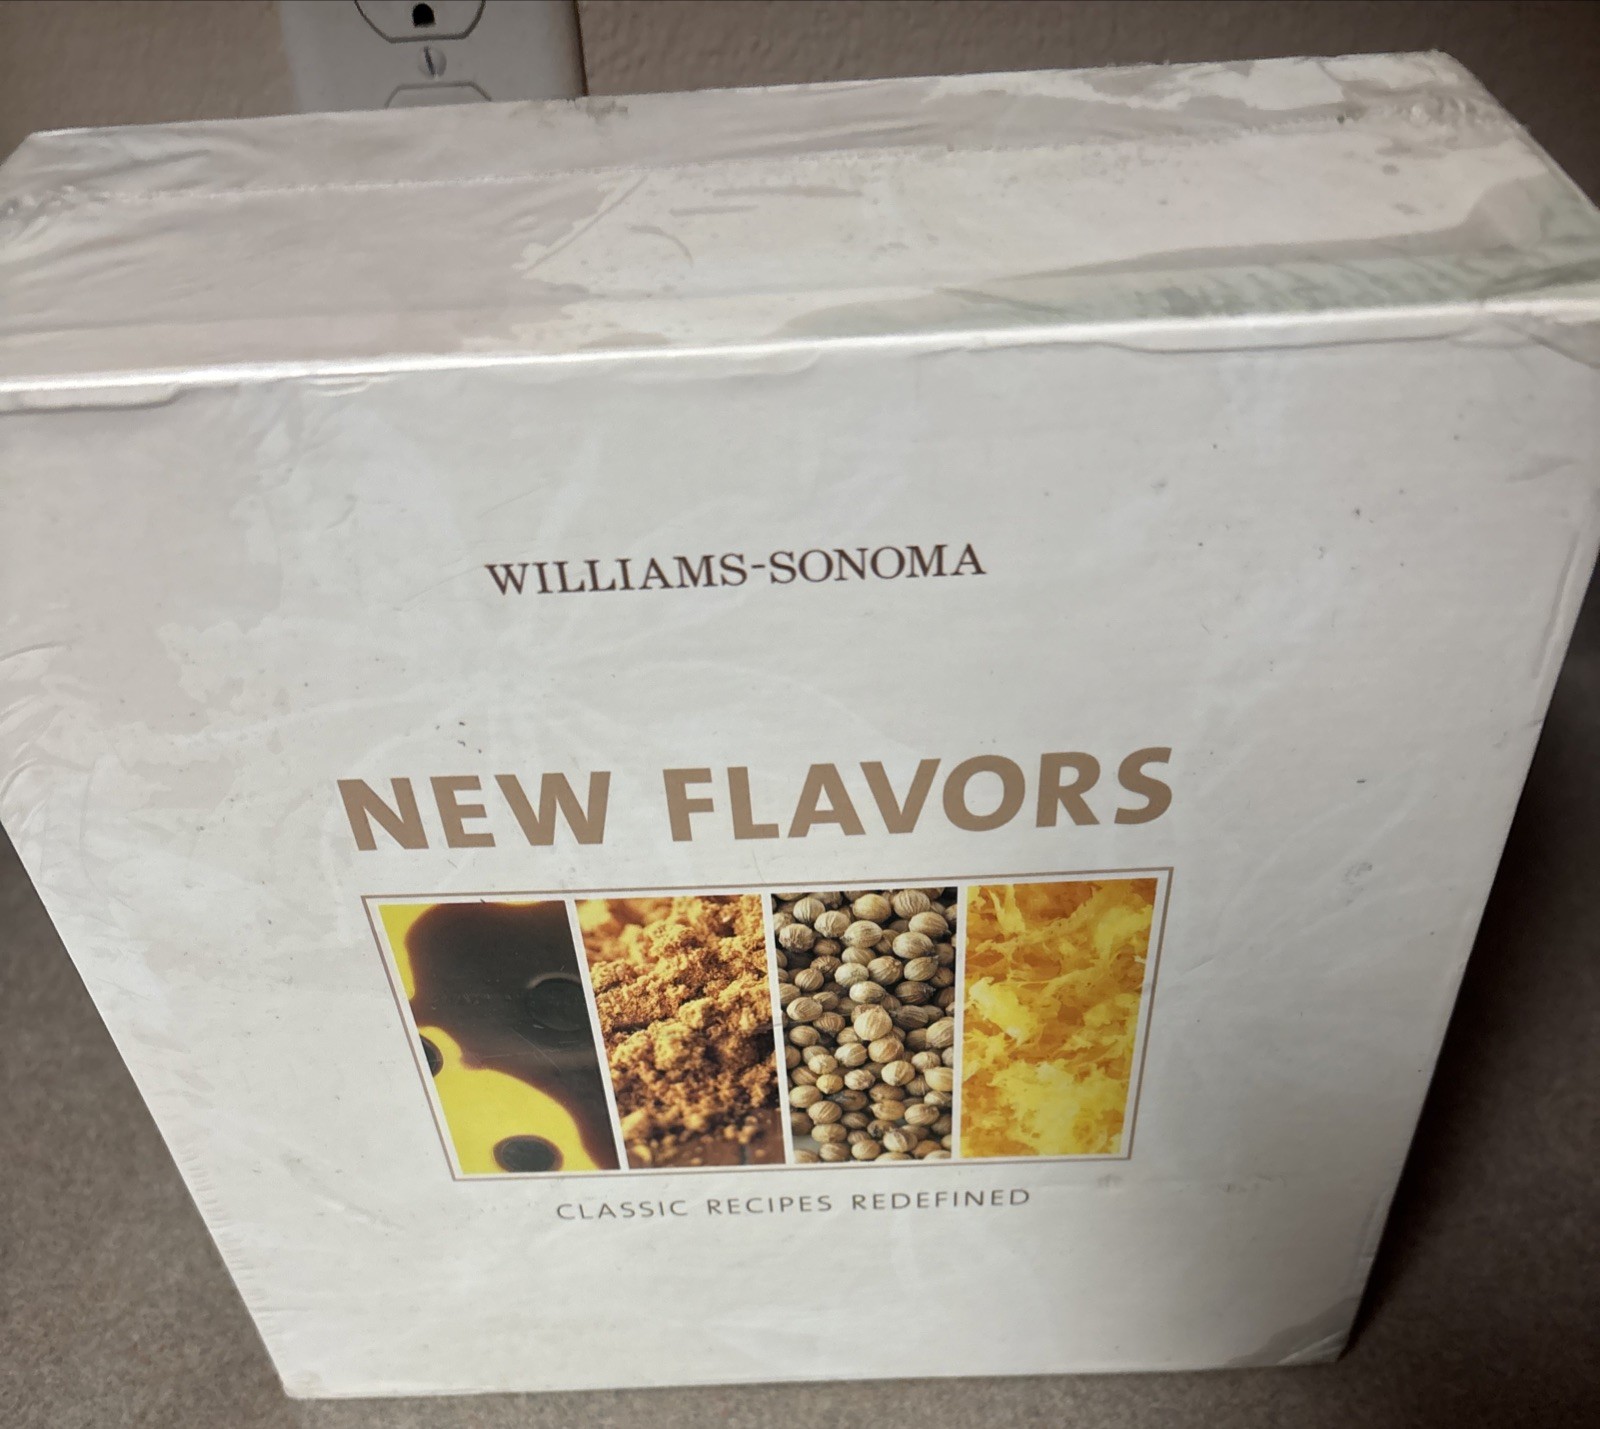 WILLIAMS-SONOMA
NEW FLAVORS
CLASSIC RECIPES REDEFINED